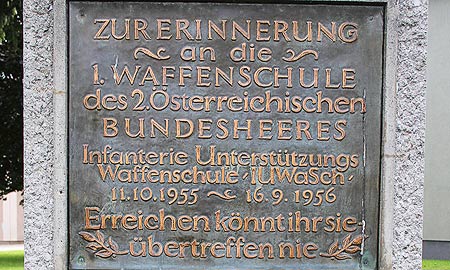 ZUR ERINNERUNG
an die
1. WAFFENSCHULE
des 2. Österreichischen
BUNDESHEERES
Infanterie Unterstützungs
Waffenschule - IUWaSch -
11.10.1955 - 16.9.1956
Erreichen könnt ihr sie
übertreffen nie